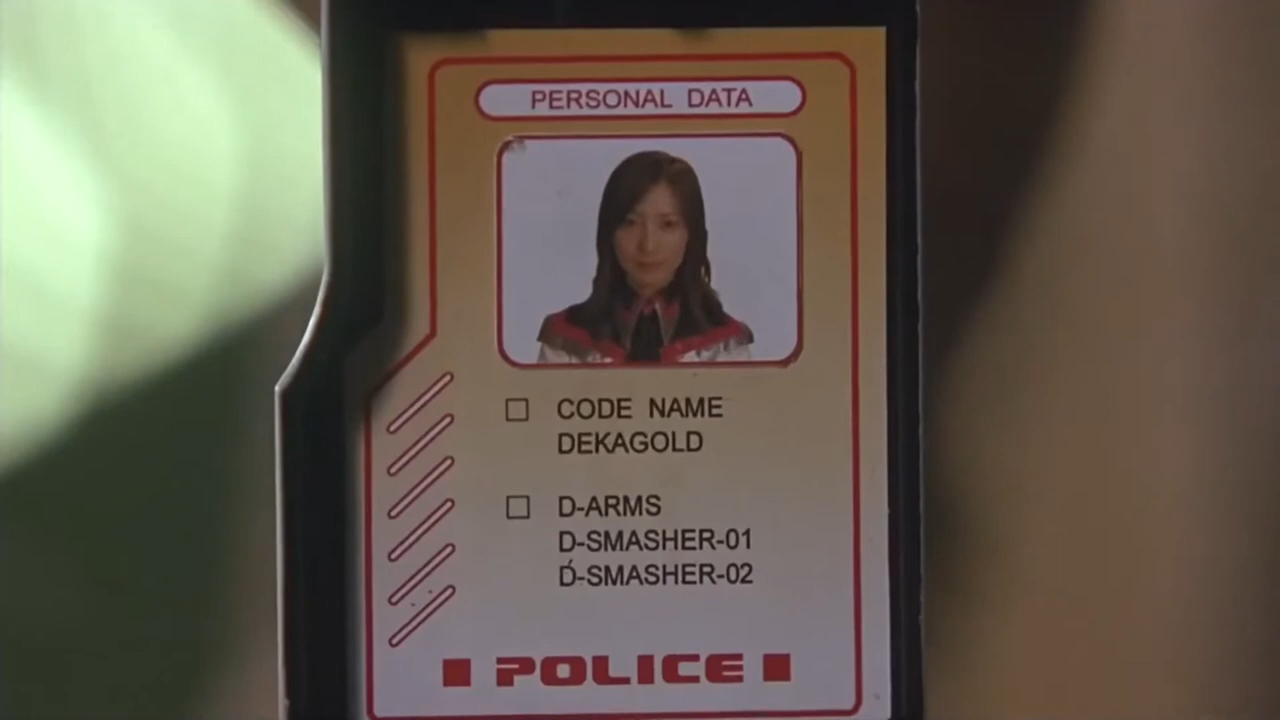 PERSONAL DATA
□ CODE NAME
DEKAGOLD
□ D-ARMS
D-SMASHER-01
D-SMASHER-02
POLICE